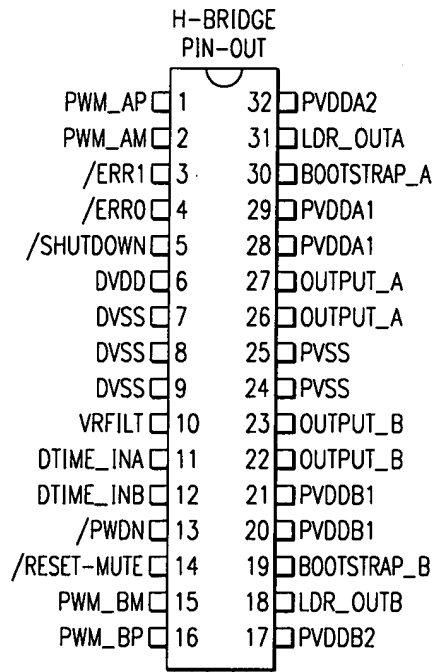 H-BRIDGE
PIN-OUT
PWM_AP 1 32 PVDDA2
PWM_AM 2 31 LDR_OUTA
/ERR1 3 30 BOOTSTRAP_A
/ERR0 4 29 PVDDA1
/SHUTDOWN 5 28 PVDDA1
DVDD 6 27 OUTPUT_A
DVSS 7 26 OUTPUT_A
DVSS 8 25 PVSS
DVSS 9 24 PVSS
VRFILT 10 23 OUTPUT_B
DTIME_INA 11 22 OUTPUT_B
DTIME_INB 12 21 PVDDB1
/PWDN 13 20 PVDDB1
/RESET-MUTE 14 19 BOOTSTRAP_B
PWM_BM 15 18 LDR_OUTB
PWM_BP 16 17 PVDDB2